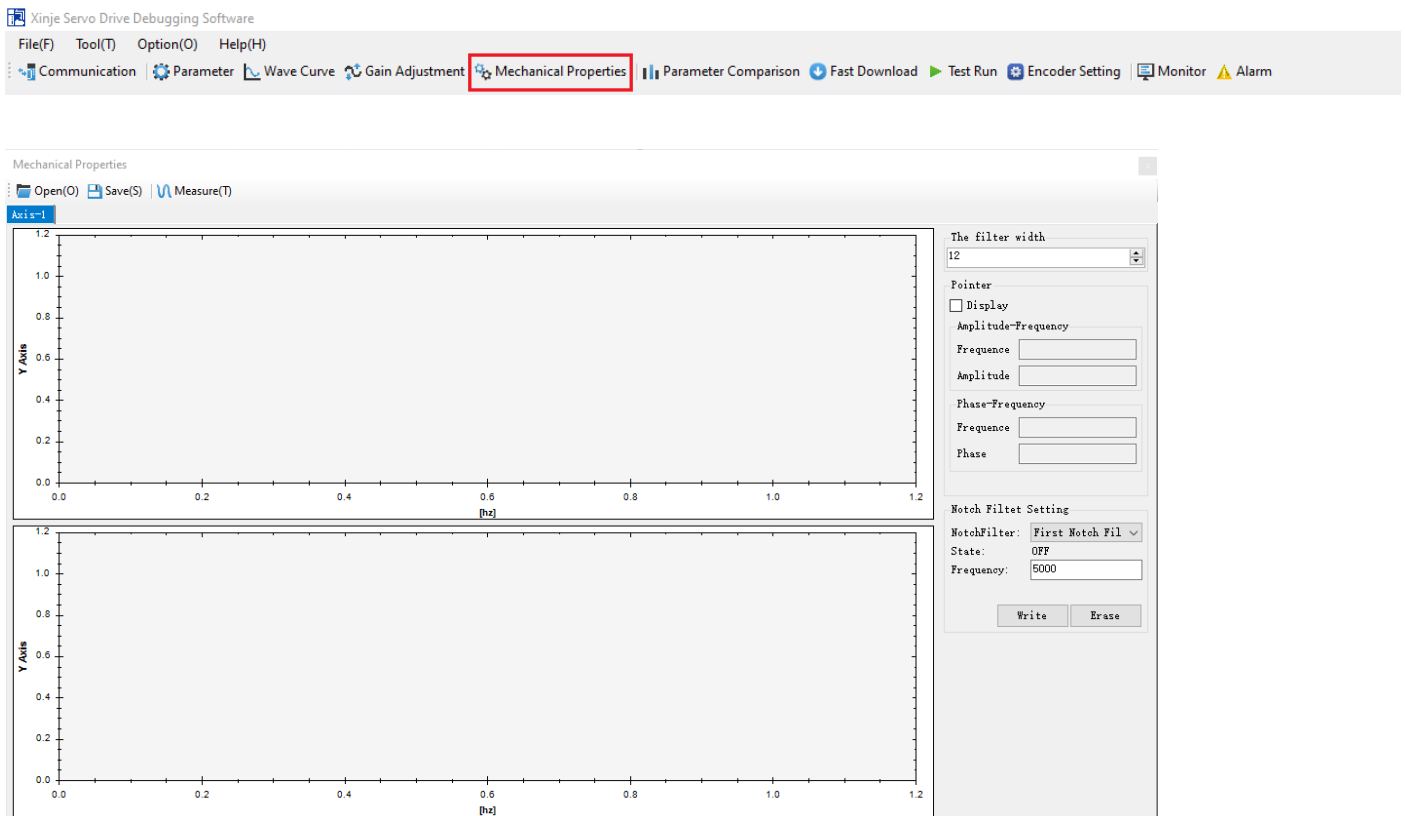 Xinje Servo Drive Debugging Software
File(F) Tool(T) Option(O) Help(H)
Communication Parameter Wave Curve Gain Adjustment Mechanical Properties Parameter Comparison Fast Download Test Run Encoder Setting Monitor Alarm
Mechanical Properties
Open(O) Save(S) Measure(T)
Axis-1
1.2
1.0
0.8
0.6
0.4
0.2
0.0
Y Axis
0.0 0.2 0.4 0.6 0.8 1.0 1.2
[hz]
1.2
1.0
0.8
0.6
0.4
0.2
0.0
Y Axis
0.0 0.2 0.4 0.6 0.8 1.0 1.2
[hz]
The filter width
12
Pointer
Display
Amplitude-Frequency
Frequence
Amplitude
Phase-Frequency
Frequence
Phase
Notch Filtet Setting
NotchFilter: First Notch Fil
State: OFF
Frequency: 5000
Write Erase